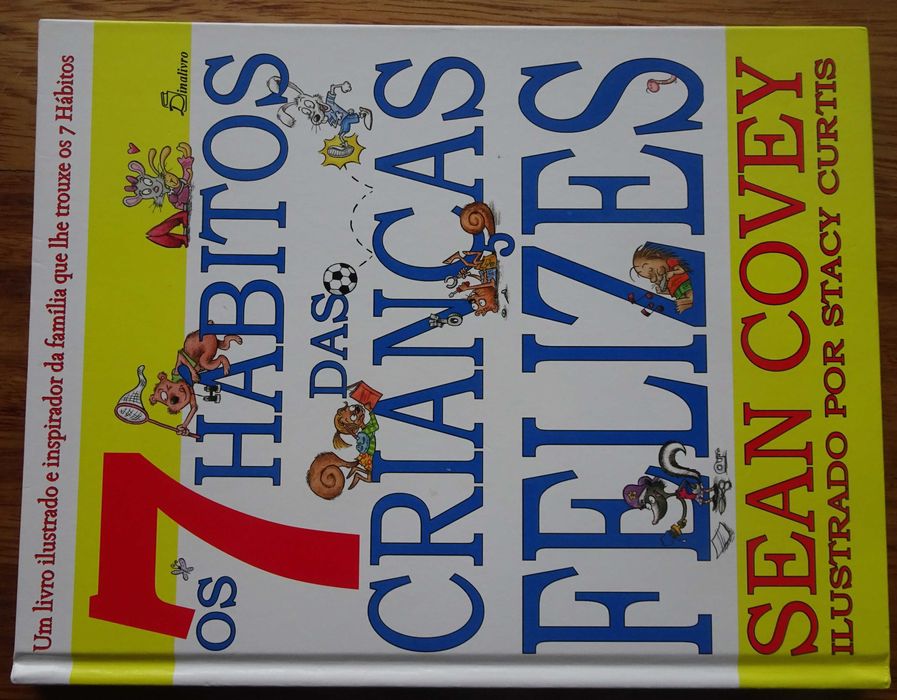 Um livro ilustrado e inspirador da família que lhe trouxe os 7 Hábitos
Dinalivro
OS 7 HÁBITOS
DAS
CRIANÇAS
FELIZES
SEAN COVEY
ILUSTRADO POR STACY CURTIS